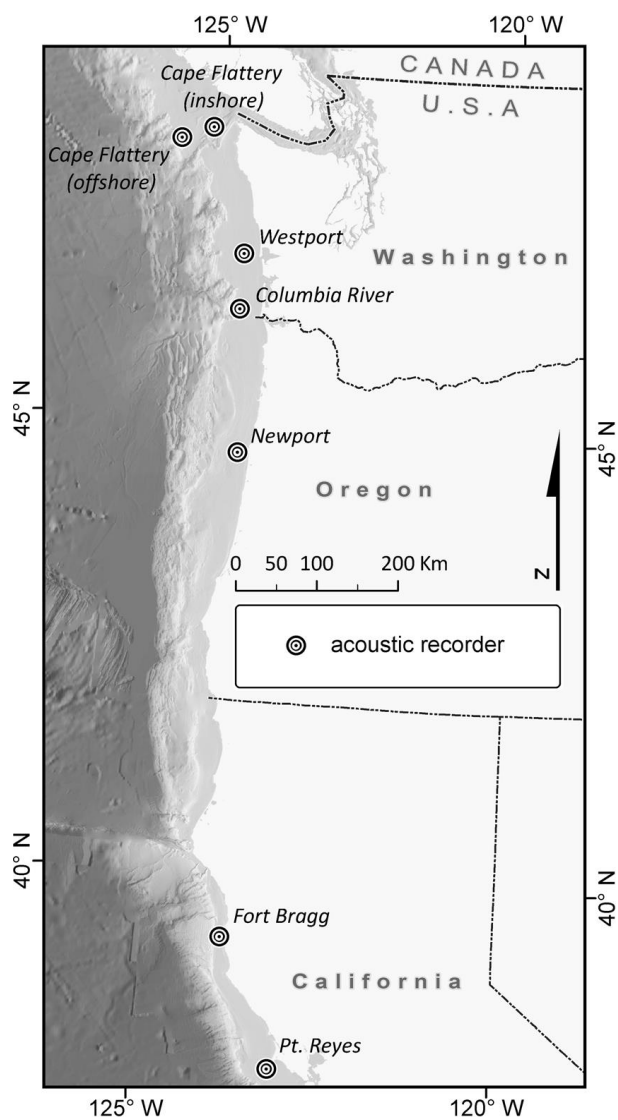 125° W
120° W
Cape Flattery
(inshore)
CANADA
U.S.A
Cape Flattery
(offshore)
Westport
Washington
Columbia River
45° N
Newport
45° N
Oregon
0 50 100 200 Km
N
acoustic recorder
40° N
40° N
Fort Bragg
California
Pt. Reyes
125° W
120° W